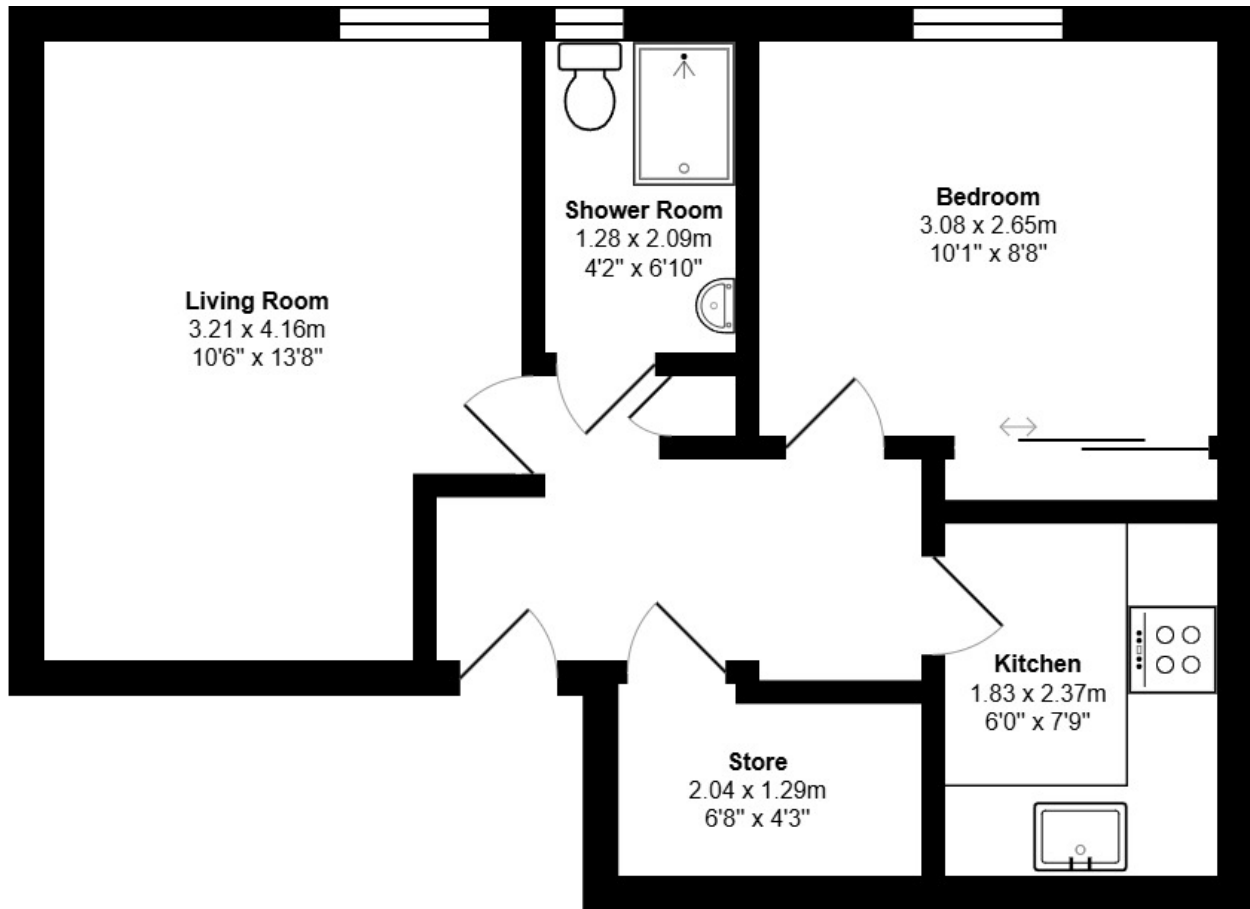 Shower Room
1.28 x 2.09m
4'2" x 6'10"
Bedroom
3.08 x 2.65m
10'1" x 8'8"
Living Room
3.21 x 4.16m
10'6" x 13'8"
Kitchen
1.83 x 2.37m
6'0" x 7'9"
Store
2.04 x 1.29m
6'8" x 4'3"